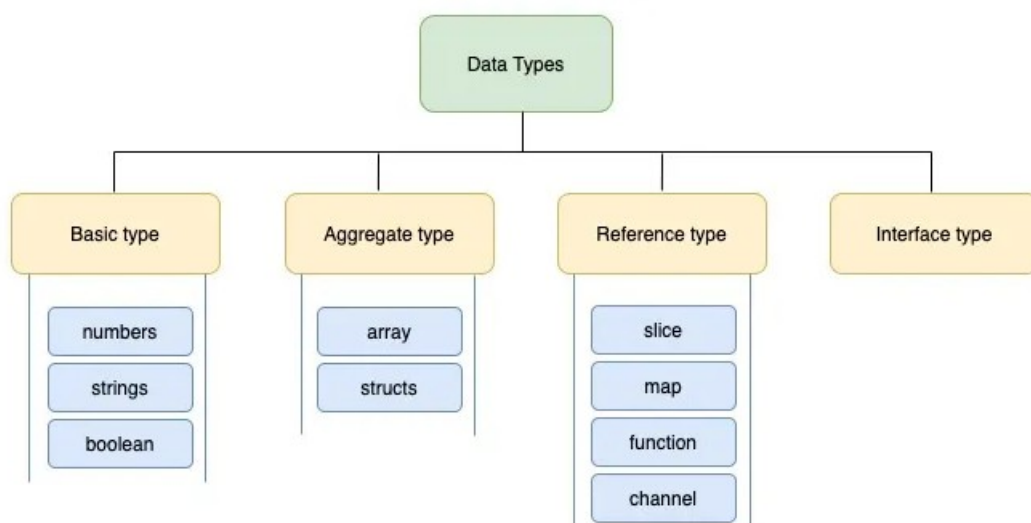 Data Types
Basic type
Aggregate type
Reference type
Interface type
numbers
strings
boolean
array
structs
slice
map
function
channel